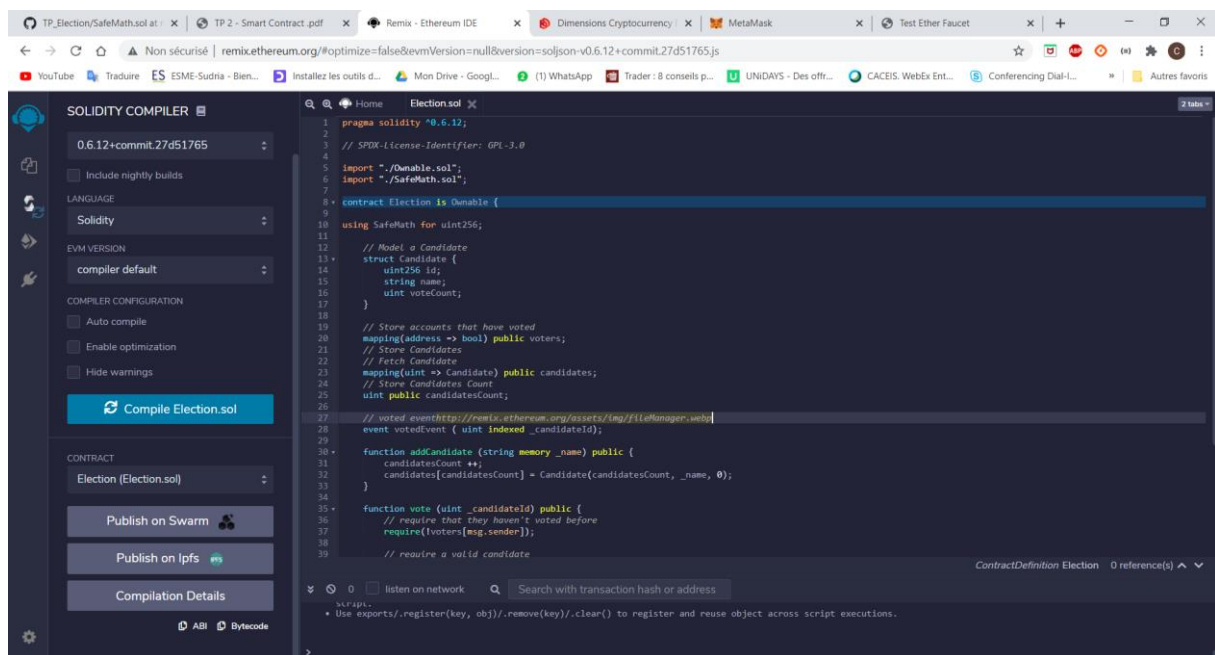 TP_Election/SafeMath.sol at
TP 2 - Smart Contract .pdf
Remix - Ethereum IDE
Dimensions Cryptocurrency
MetaMask
Test Ether Faucet
Non sécurisé | remix.ethereum.org/#optimize=false&evmVersion=null&version=soljson-v0.6.12+commit.27d51765.js
YouTube
Traduire
ES ESME-Sudria - Bien...
Installez les outils d...
Mon Drive - Googl...
(1) WhatsApp
Trader : 8 conseils p...
UNiDAYS - Des offr...
CACEIS. WebEx Ent...
Conferencing Dial-I...
»
Autres favoris
SOLIDITY COMPILER
0.6.12+commit.27d51765
Include nightly builds
LANGUAGE
Solidity
EVM VERSION
compiler default
COMPILER CONFIGURATION
Auto compile
Enable optimization
Hide warnings
Compile Election.sol
CONTRACT
Election (Election.sol)
Publish on Swarm
Publish on Ipfs
Compilation Details
ABI Bytecode
Home Election.sol
2 tabs
1 pragma solidity ^0.6.12;
2
3 // SPDX-License-Identifier: GPL-3.0
4
5 import "./Ownable.sol";
6 import "./SafeMath.sol";
7
8 contract Election is Ownable {
9
10 using SafeMath for uint256;
11
12 // Model a Candidate
13 struct Candidate {
14 uint256 id;
15 string name;
16 uint voteCount;
17 }
18
19 // Store accounts that have voted
20 mapping(address => bool) public voters;
21 // Store Candidates
22 // Fetch Candidate
23 mapping(uint => Candidate) public candidates;
24 // Store Candidates Count
25 uint public candidatesCount;
26
27 // voted eventhttp://remix.ethereum.org/assets/img/fileManager.webp
28 event votedEvent ( uint indexed _candidateId);
29
30 function addCandidate (string memory _name) public {
31 candidatesCount ++;
32 candidates[candidatesCount] = Candidate(candidatesCount, _name, 0);
33 }
34
35 function vote (uint _candidateId) public {
36 // require that they haven't voted before
37 require(!voters[msg.sender]);
38
39 // require a valid candidate
ContractDefinition Election 0 reference(s)
0 listen on network Search with transaction hash or address
script.
• Use exports/.register(key, obj)/.remove(key)/.clear() to register and reuse object across script executions.
>